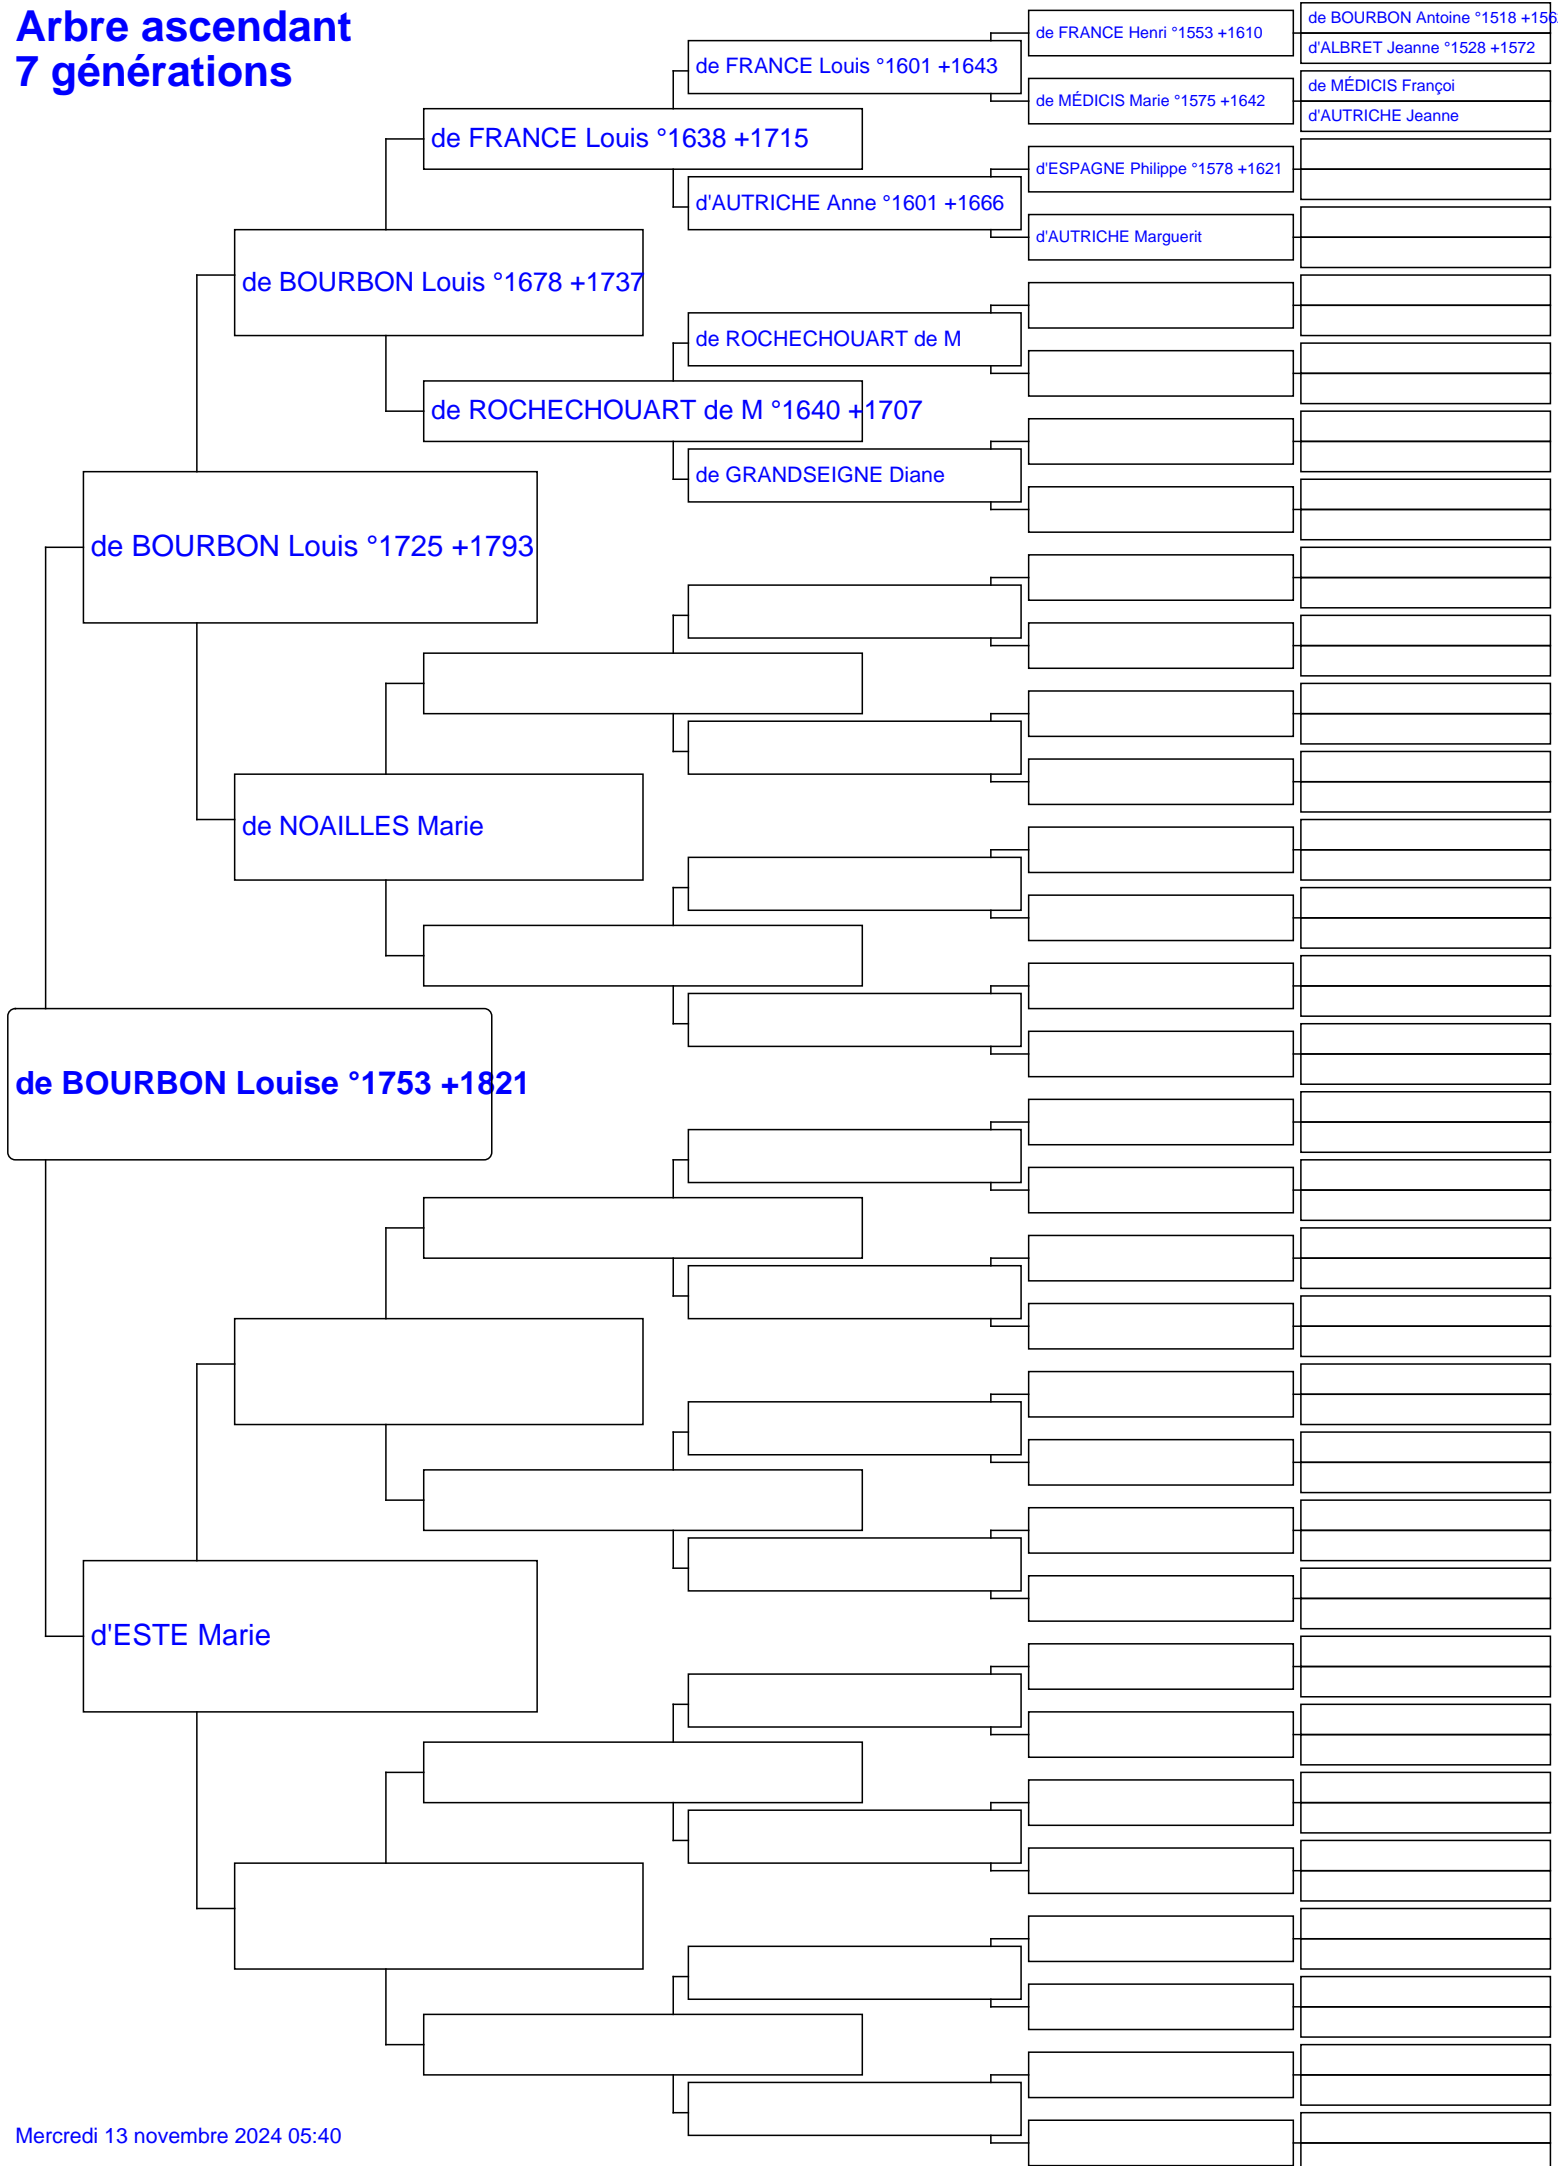 Arbre ascendant
7 générations
de BOURBON Antoine °1518 +156
de FRANCE Henri °1553 +1610
d'ALBRET Jeanne °1528 +1572
de FRANCE Louis °1601 +1643
de MÉDICIS Françoi
de MÉDICIS Marie °1575 +1642
d'AUTRICHE Jeanne
de FRANCE Louis °1638 +1715
d'ESPAGNE Philippe °1578 +1621
d'AUTRICHE Anne °1601 +1666
d'AUTRICHE Marguerit
de BOURBON Louis °1678 +1737
de ROCHECHOUART de M
de ROCHECHOUART de M °1640 +1707
de GRANDSEIGNE Diane
de BOURBON Louis °1725 +1793
de NOAILLES Marie
de BOURBON Louise °1753 +1821
d'ESTE Marie
Mercredi 13 novembre 2024 05:40